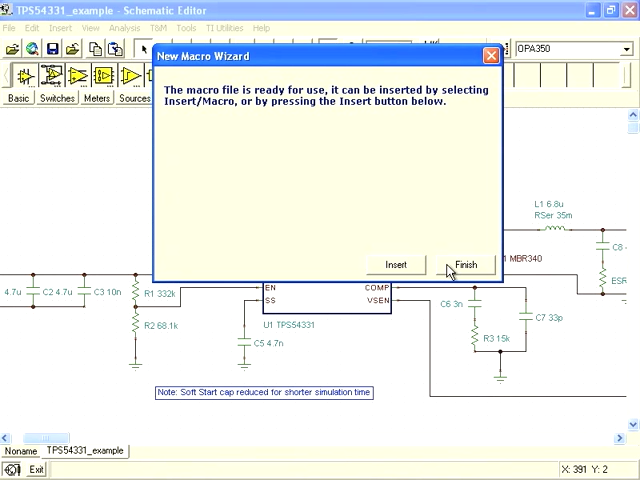 TPS54331_example - Schematic Editor
File Edit Insert View Analysis T&M Tools TI Utilities Help
New Macro Wizard
OPA350
The macro file is ready for use, it can be inserted by selecting
Insert/Macro, or by pressing the Insert button below.
Basic Switches Meters Sources
L1 6.8u
RSer 35m
C8
Insert Finish
1 MBR340
ESR
4.7u C2 4.7u C3 10n R1 332k
EN COMP
SS VSEN
C6 3n
C7 33p
R2 68.1k
U1 TPS54331
C5 4.7n
R3 15k
Note: Soft Start cap reduced for shorter simulation time
Noname TPS54331_example
Exit X: 391 Y: 2